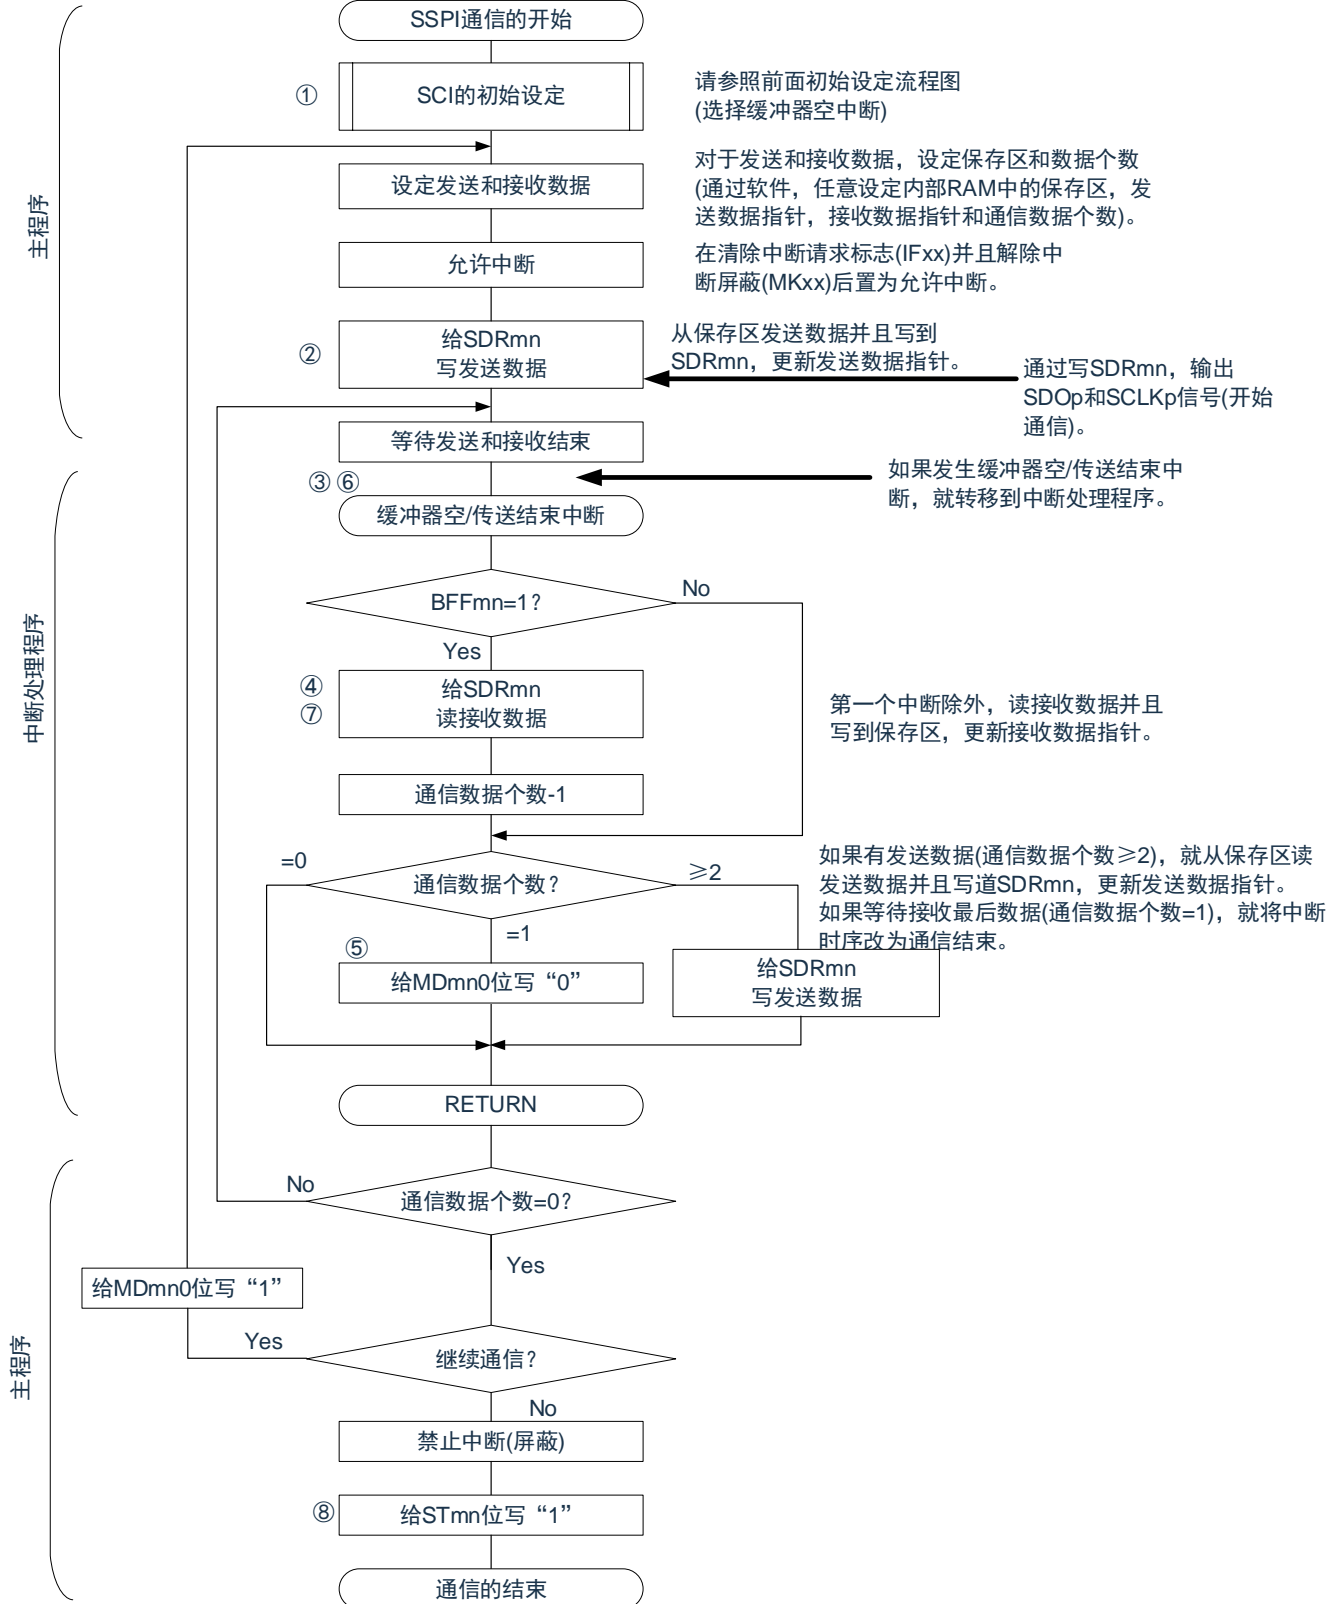 SSPI通信的开始
主程序
①
SCI的初始设定
请参照前面初始设定流程图
(选择缓冲器空中断)
设定发送和接收数据
对于发送和接收数据，设定保存区和数据个数
(通过软件，任意设定内部RAM中的保存区，发
送数据指针，接收数据指针和通信数据个数)。
允许中断
在清除中断请求标志(IFxx)并且解除中
断屏蔽(MKxx)后置为允许中断。
②
给SDRmn
写发送数据
从保存区发送数据并且写到
SDRmn，更新发送数据指针。
通过写SDRmn，输出
SDOp和SCLKp信号(开始
通信)。
等待发送和接收结束
③ ⑥
如果发生缓冲器空/传送结束中
断，就转移到中断处理程序。
中断处理程序
缓冲器空/传送结束中断
BFFmn=1？
No
Yes
④
⑦
给SDRmn
读接收数据
第一个中断除外，读接收数据并且
写到保存区，更新接收数据指针。
通信数据个数-1
=0
通信数据个数？
≥2
=1
如果有发送数据(通信数据个数≥2)，就从保存区读
发送数据并且写道SDRmn，更新发送数据指针。
如果等待接收最后数据(通信数据个数=1)，就将中断
时序改为通信结束。
⑤
给MDmn0位写“0”
给SDRmn
写发送数据
RETURN
主程序
No
通信数据个数=0？
Yes
给MDmn0位写“1”
Yes
继续通信？
No
禁止中断(屏蔽)
⑧
给STmn位写“1”
通信的结束